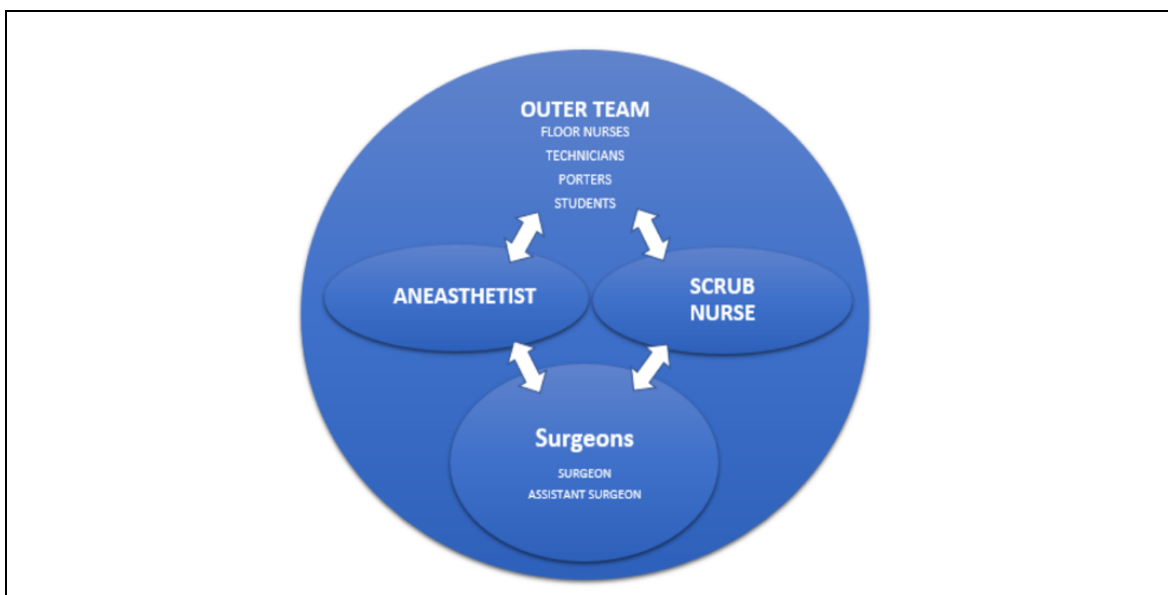 OUTER TEAM
FLOOR NURSES
TECHNICIANS
PORTERS
STUDENTS
ANEASTHETIST
SCRUB
NURSE
Surgeons
SURGEON
ASSISTANT SURGEON